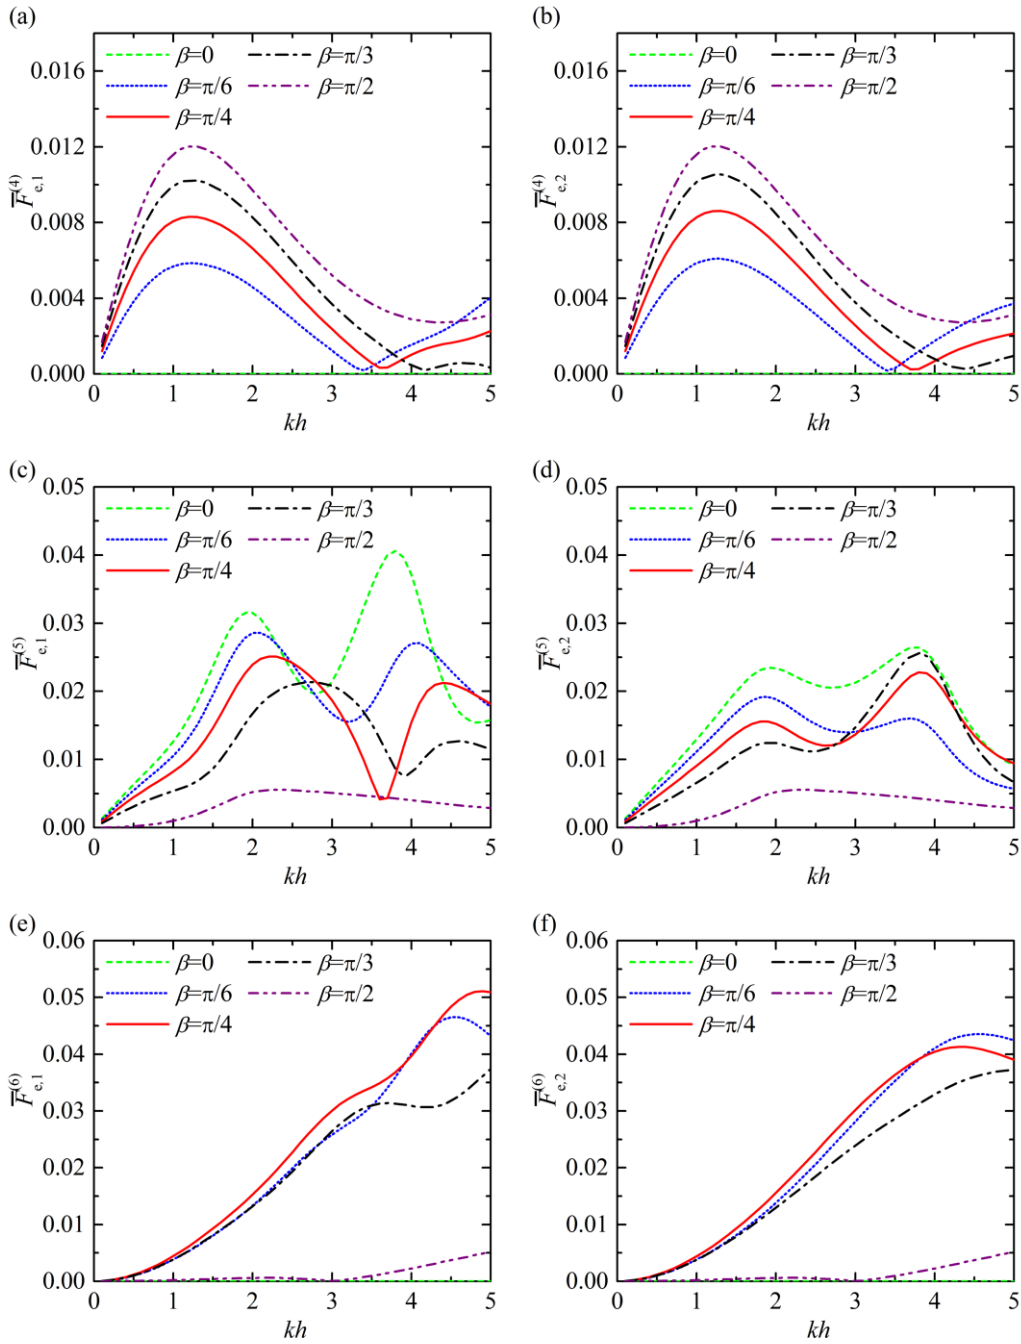 (a)
β=0 β=π/3
β=π/6 β=π/2
β=π/4
0.016
0.012
0.008
0.004
0.000
F̅e,1(4)
0 1 2 3 4 5
kh
(b)
β=0 β=π/3
β=π/6 β=π/2
β=π/4
0.016
0.012
0.008
0.004
0.000
F̅e,2(4)
0 1 2 3 4 5
kh
(c)
β=0 β=π/3
β=π/6 β=π/2
β=π/4
0.05
0.04
0.03
0.02
0.01
0.00
F̅e,1(5)
0 1 2 3 4 5
kh
(d)
β=0 β=π/3
β=π/6 β=π/2
β=π/4
0.05
0.04
0.03
0.02
0.01
0.00
F̅e,2(5)
0 1 2 3 4 5
kh
(e)
β=0 β=π/3
β=π/6 β=π/2
β=π/4
0.06
0.05
0.04
0.03
0.02
0.01
0.00
F̅e,1(6)
0 1 2 3 4 5
kh
(f)
β=0 β=π/3
β=π/6 β=π/2
β=π/4
0.06
0.05
0.04
0.03
0.02
0.01
0.00
F̅e,2(6)
0 1 2 3 4 5
kh